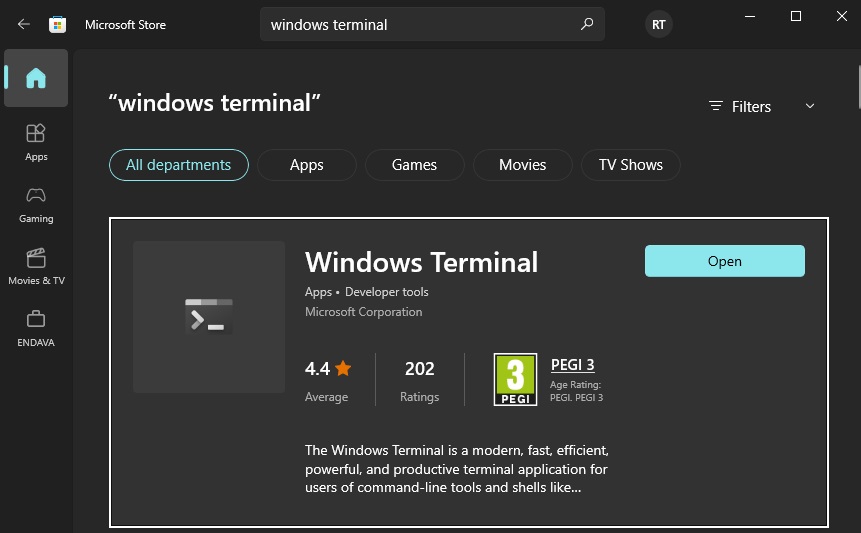 Microsoft Store
windows terminal
RT
“windows terminal”
Filters
All departments
Apps
Games
Movies
TV Shows
Apps
Gaming
Movies & TV
ENDAVA
Windows Terminal
Open
Apps • Developer tools
Microsoft Corporation
4.4
202
3
PEGI
PEGI 3
Average
Ratings
Age Rating:
PEGI. PEGI 3
The Windows Terminal is a modern, fast, efficient,
powerful, and productive terminal application for
users of command-line tools and shells like...